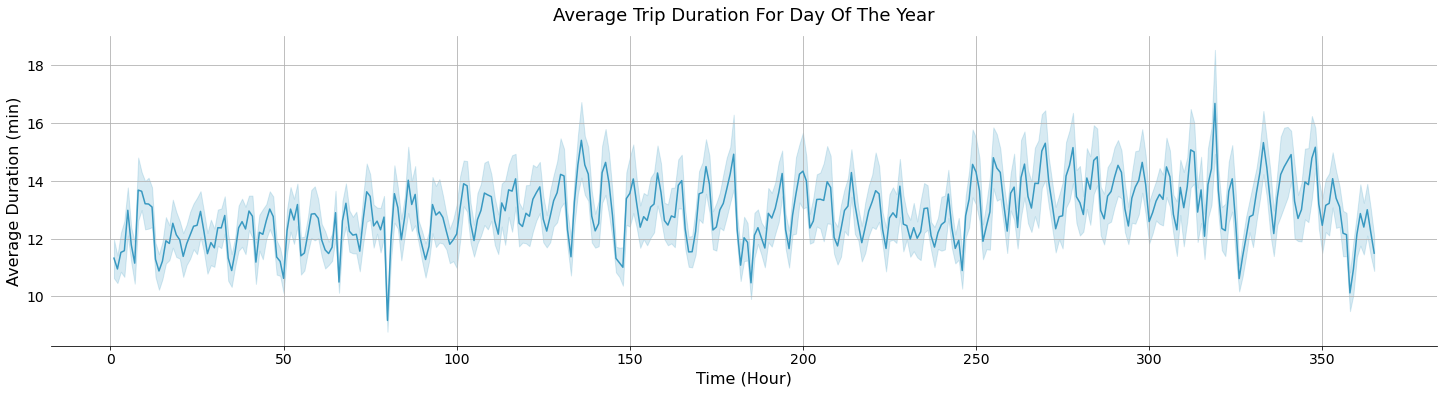 Average Trip Duration For Day Of The Year
Average Duration (min)
18
16
14
12
10
0 50 100 150 200 250 300 350
Time (Hour)